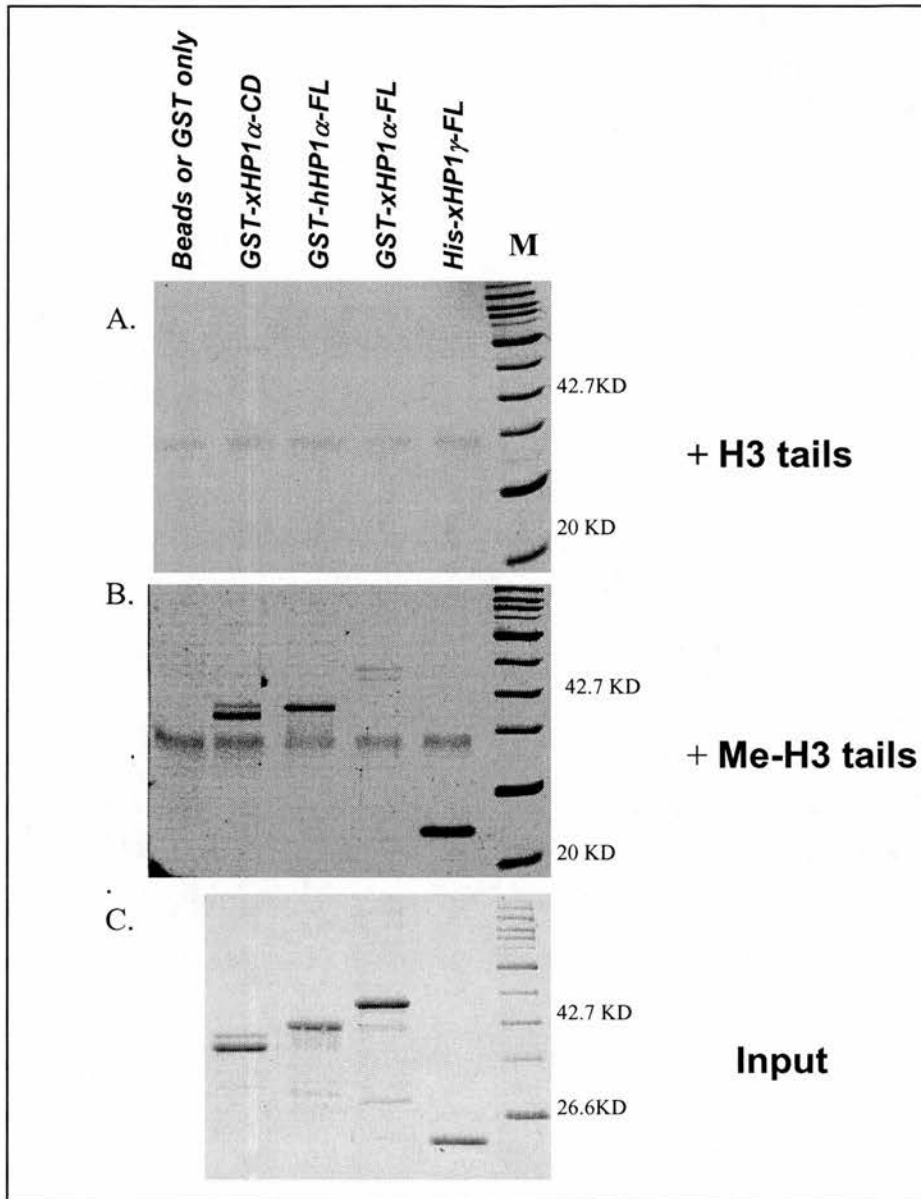 Beads or GST only
GST-xHP1α-CD
GST-hHP1α-FL
GST-xHP1α-FL
His-xHP1γ-FL
M
A.
42.7KD
+ H3 tails
20 KD
B.
42.7 KD
+ Me-H3 tails
20 KD
C.
42.7 KD
Input
26.6KD